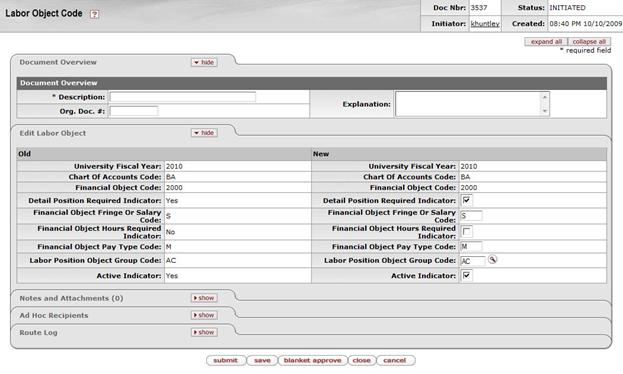 Labor Object Code ?
Doc Nbr: 3537 Status: INITIATED
Initiator: khuntley Created: 08:40 PM 10/10/2009
expand all collapse all
* required field
Document Overview hide
Document Overview
* Description: Explanation:
Org. Doc. #:
Edit Labor Object hide
Old New
University Fiscal Year: 2010 University Fiscal Year: 2010
Chart Of Accounts Code: BA Chart Of Accounts Code: BA
Financial Object Code: 2000 Financial Object Code: 2000
Detail Position Required Indicator: Yes Detail Position Required Indicator:
Financial Object Fringe Or Salary Code: S Financial Object Fringe Or Salary Code: S
Financial Object Hours Required Indicator: No Financial Object Hours Required Indicator:
Financial Object Pay Type Code: M Financial Object Pay Type Code: M
Labor Position Object Group Code: AC Labor Position Object Group Code: AC
Active Indicator: Yes Active Indicator:
Notes and Attachments (0) show
Ad Hoc Recipients show
Route Log show
submit save blanket approve close cancel